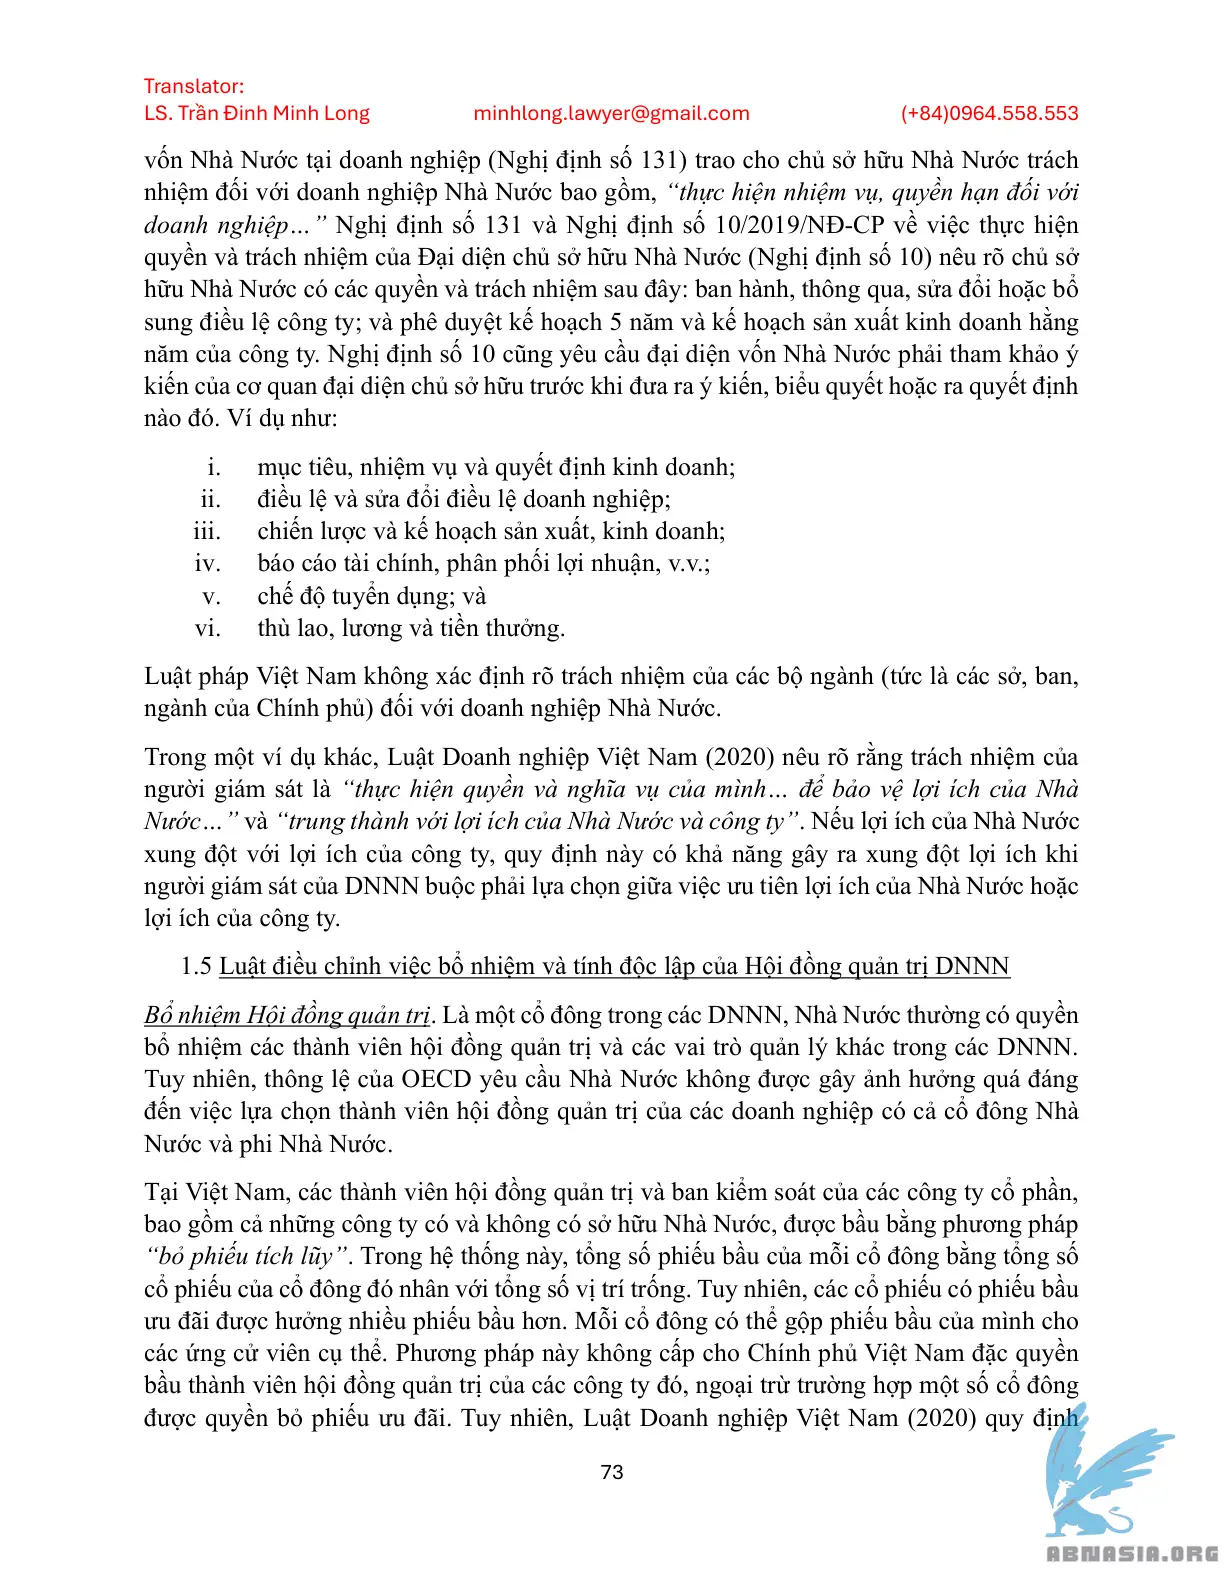 Translator:
LS. Trần Đình Minh Long minhlong.lawyer@gmail.com (+84)0964.558.553
vốn Nhà Nước tại doanh nghiệp (Nghị định số 131) trao cho chủ sở hữu Nhà Nước trách
nhiệm đối với doanh nghiệp Nhà Nước bao gồm, “thực hiện nhiệm vụ, quyền hạn đối với
doanh nghiệp…” Nghị định số 131 và Nghị định số 10/2019/NĐ-CP về việc thực hiện
quyền và trách nhiệm của Đại diện chủ sở hữu Nhà Nước (Nghị định số 10) nêu rõ chủ sở
hữu Nhà Nước có các quyền và trách nhiệm sau đây: ban hành, thông qua, sửa đổi hoặc bổ
sung điều lệ công ty; và phê duyệt kế hoạch 5 năm và kế hoạch sản xuất kinh doanh hằng
năm của công ty. Nghị định số 10 cũng yêu cầu đại diện vốn Nhà Nước phải tham khảo ý
kiến của cơ quan đại diện chủ sở hữu trước khi đưa ra ý kiến, biểu quyết hoặc ra quyết định
nào đó. Ví dụ như:
i. mục tiêu, nhiệm vụ và quyết định kinh doanh;
ii. điều lệ và sửa đổi điều lệ doanh nghiệp;
iii. chiến lược và kế hoạch sản xuất, kinh doanh;
iv. báo cáo tài chính, phân phối lợi nhuận, v.v.;
v. chế độ tuyển dụng; và
vi. thù lao, lương và tiền thưởng.
Luật pháp Việt Nam không xác định rõ trách nhiệm của các bộ ngành (tức là các sở, ban,
ngành của Chính phủ) đối với doanh nghiệp Nhà Nước.
Trong một ví dụ khác, Luật Doanh nghiệp Việt Nam (2020) nêu rõ rằng trách nhiệm của
người giám sát là “thực hiện quyền và nghĩa vụ của mình… để bảo vệ lợi ích của Nhà
Nước…” và “trung thành với lợi ích của Nhà Nước và công ty”. Nếu lợi ích của Nhà Nước
xung đột với lợi ích của công ty, quy định này có khả năng gây ra xung đột lợi ích khi
người giám sát của DNNN buộc phải lựa chọn giữa việc ưu tiên lợi ích của Nhà Nước hoặc
lợi ích của công ty.
1.5 Luật điều chỉnh việc bổ nhiệm và tính độc lập của Hội đồng quản trị DNNN
Bổ nhiệm Hội đồng quản trị. Là một cổ đông trong các DNNN, Nhà Nước thường có quyền
bổ nhiệm các thành viên hội đồng quản trị và các vai trò quản lý khác trong các DNNN.
Tuy nhiên, thông lệ của OECD yêu cầu Nhà Nước không được gây ảnh hưởng quá đáng
đến việc lựa chọn thành viên hội đồng quản trị của các doanh nghiệp có cả cổ đông Nhà
Nước và phi Nhà Nước.
Tại Việt Nam, các thành viên hội đồng quản trị và ban kiểm soát của các công ty cổ phần,
bao gồm cả những công ty có và không có sở hữu Nhà Nước, được bầu bằng phương pháp
“bỏ phiếu tích lũy”. Trong hệ thống này, tổng số phiếu bầu của mỗi cổ đông bằng tổng số
cổ phiếu của cổ đông đó nhân với tổng số vị trí trống. Tuy nhiên, các cổ phiếu có phiếu bầu
ưu đãi được hưởng nhiều phiếu bầu hơn. Mỗi cổ đông có thể gộp phiếu bầu của mình cho
các ứng cử viên cụ thể. Phương pháp này không cấp cho Chính phủ Việt Nam đặc quyền
bầu thành viên hội đồng quản trị của các công ty đó, ngoại trừ trường hợp một số cổ đông
được quyền bỏ phiếu ưu đãi. Tuy nhiên, Luật Doanh nghiệp Việt Nam (2020) quy định
73
ABNASIA.ORG